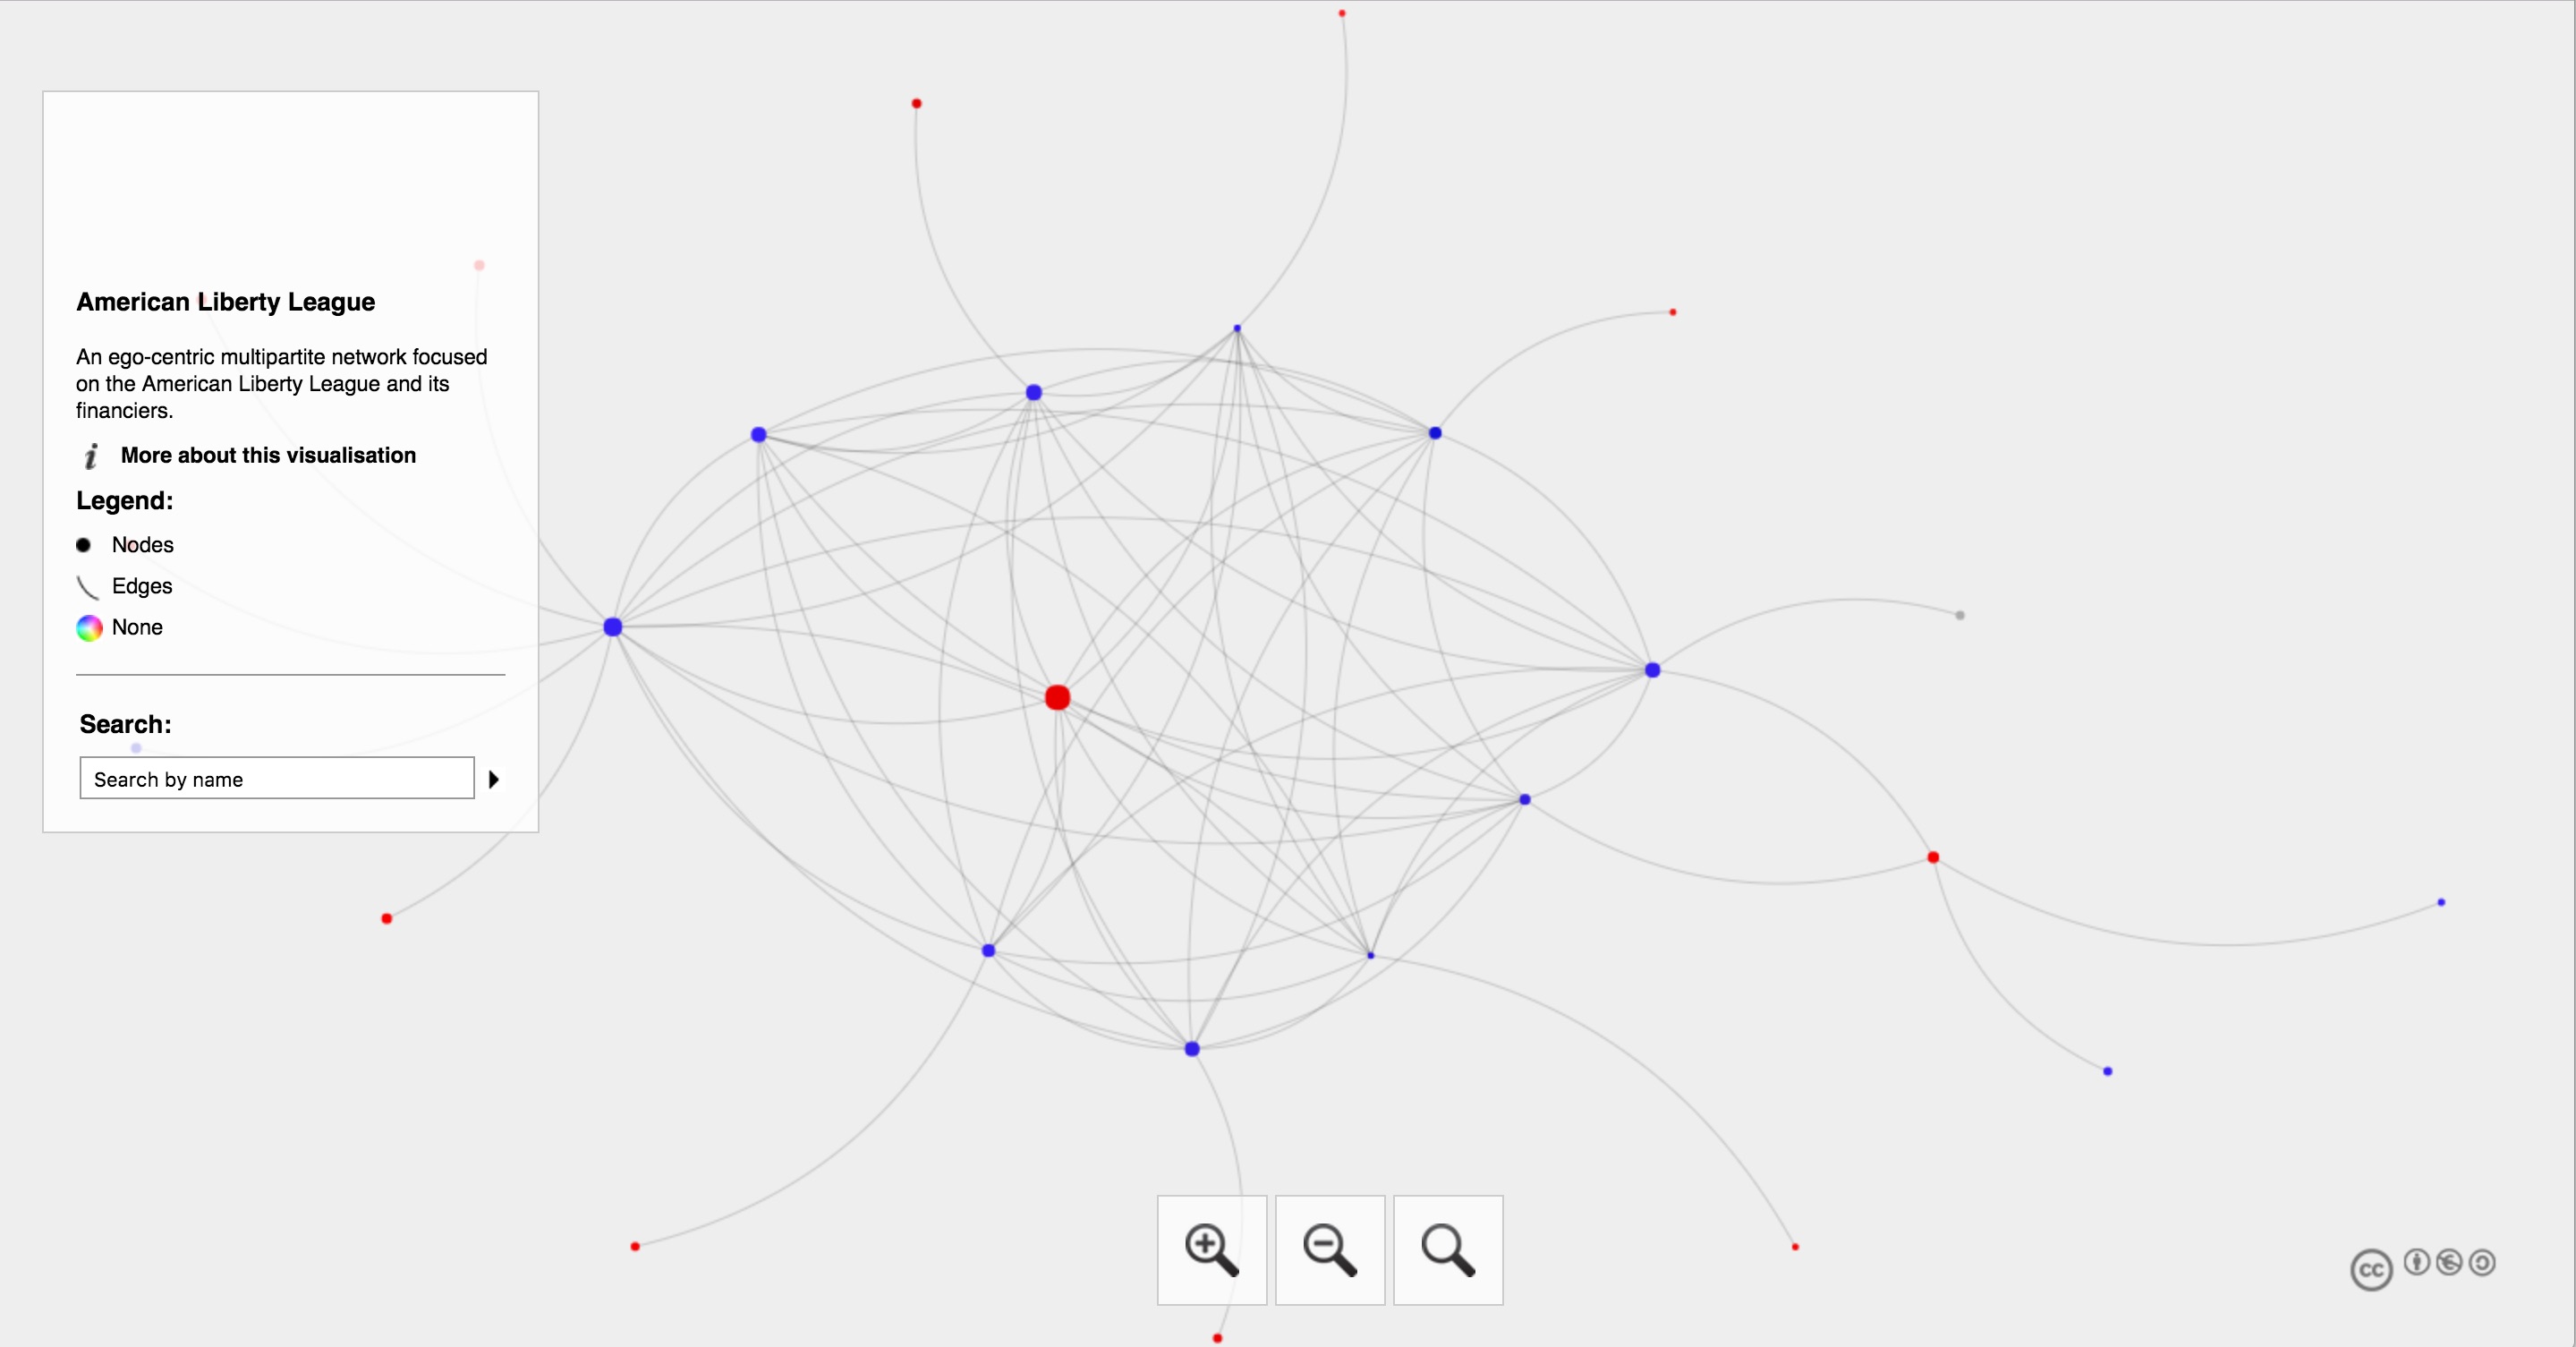 American Liberty League
An ego-centric multipartite network focused
on the American Liberty League and its
financiers.
i More about this visualisation
Legend:
Nodes
Edges
None
Search:
Search by name
cc